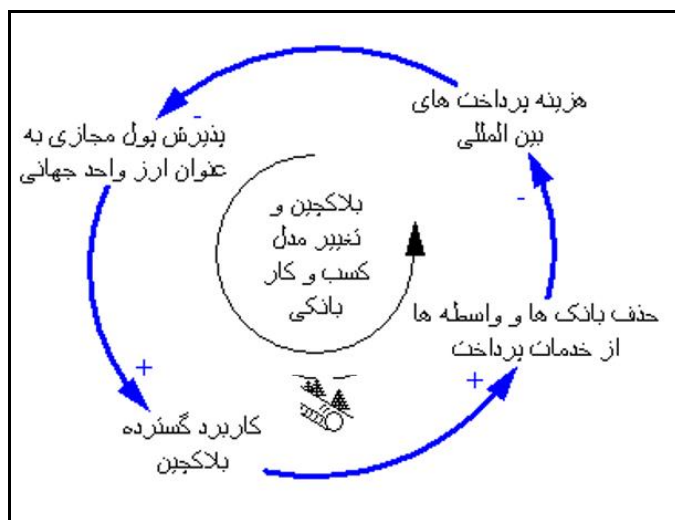 هزینه پرداخت های
بین المللی
-
پذیرش پول مجازی به
عنوان ارز واحد جهانی
بلاکچین و
تغییر مدل
کسب و کار
بانکی
-
حذف بانک ها و واسطه ها
از خدمات پرداخت
+
+
کاربرد گسترده
بلاکچین